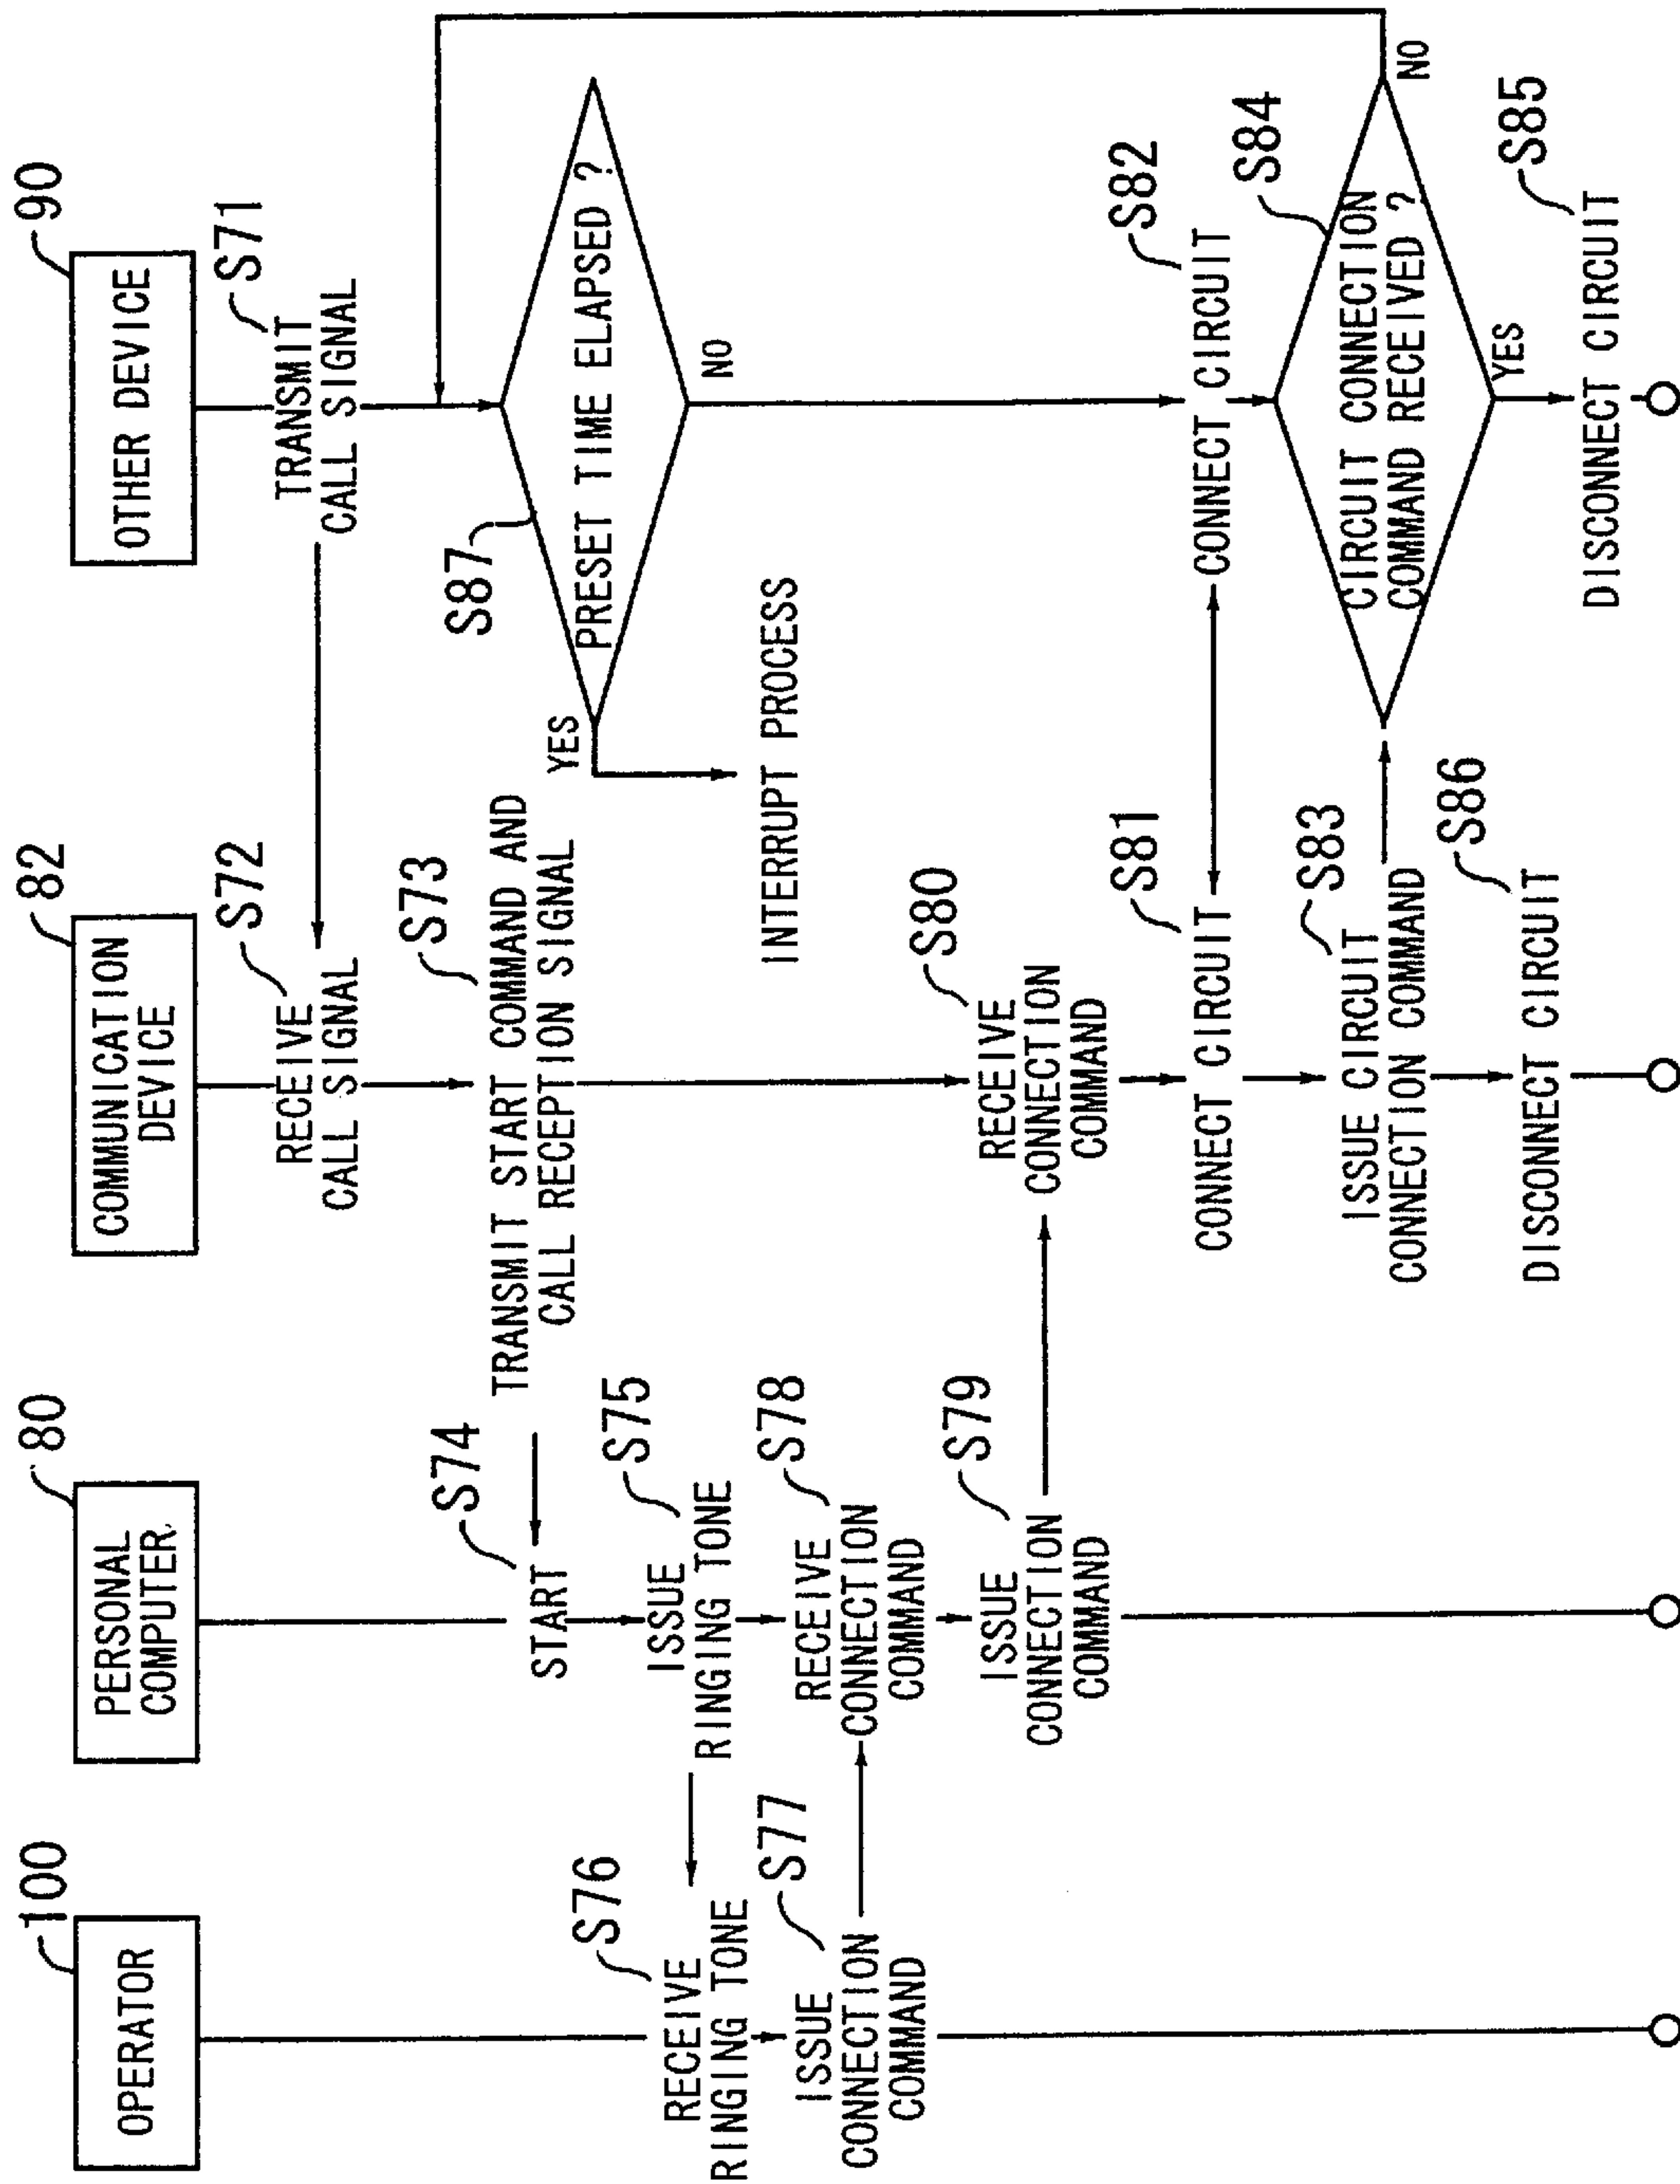 100
OPERATOR
80
PERSONAL
COMPUTER
82
COMMUNICATION
DEVICE
90
OTHER DEVICE
S71
TRANSMIT
CALL SIGNAL
S72
RECEIVE
CALL SIGNAL
S73
TRANSMIT START COMMAND AND
CALL RECEPTION SIGNAL
S74
START
S87
PRESET TIME ELAPSED ?
YES
NO
INTERRUPT PROCESS
S75
ISSUE
RINGING TONE
S76
RECEIVE
RINGING TONE
S77
ISSUE
CONNECTION
COMMAND
S78
RECEIVE
CONNECTION
COMMAND
S79
ISSUE
CONNECTION
COMMAND
S80
RECEIVE
CONNECTION
COMMAND
S81
CONNECT CIRCUIT
S82
CONNECT CIRCUIT
S83
ISSUE CIRCUIT
CONNECTION COMMAND
S84
CIRCUIT CONNECTION
COMMAND RECEIVED ?
NO
YES
S86
DISCONNECT CIRCUIT
S85
DISCONNECT CIRCUIT